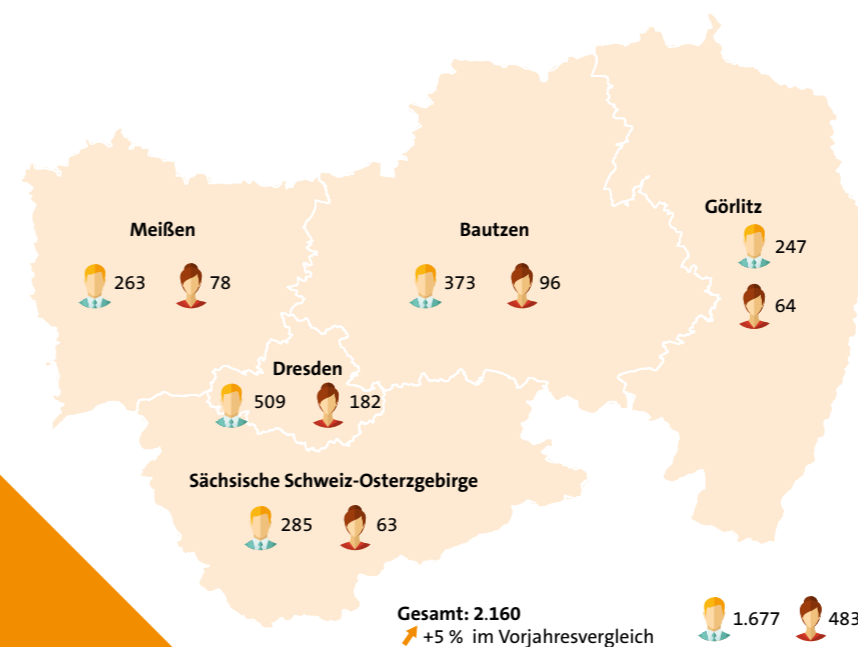 Meißen
263 78
Bautzen
373 96
Görlitz
247
64
Dresden
509 182
Sächsische Schweiz-Osterzgebirge
285 63
Gesamt: 2.160
+5 % im Vorjahresvergleich
1.677 483